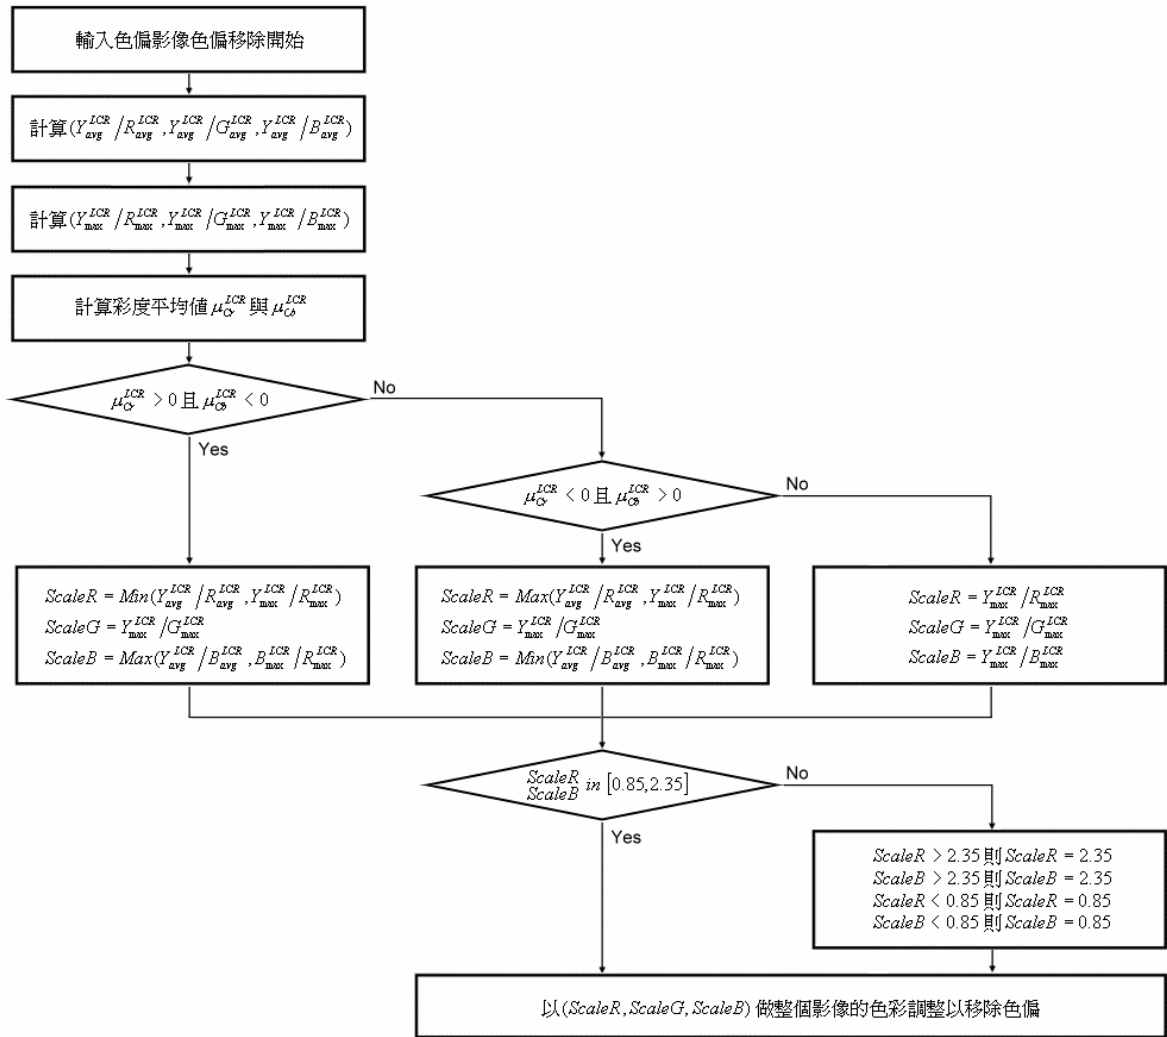 輸入色偏影像色偏移除開始
計算(Y_avg^LCR/R_avg^LCR,Y_avg^LCR/G_avg^LCR,Y_avg^LCR/B_avg^LCR)
計算(Y_max^LCR/R_max^LCR,Y_max^LCR/G_max^LCR,Y_max^LCR/B_max^LCR)
計算彩度平均值 μ_Cr^LCR 與 μ_Cb^LCR
μ_Cr^LCR > 0 且 μ_Cb^LCR < 0
No
Yes
μ_Cr^LCR < 0 且 μ_Cb^LCR > 0
No
Yes
ScaleR = Min(Y_avg^LCR/R_avg^LCR,Y_max^LCR/R_max^LCR)
ScaleG = Y_max^LCR/G_max^LCR
ScaleB = Max(Y_avg^LCR/B_avg^LCR,B_max^LCR/R_max^LCR)
ScaleR = Max(Y_avg^LCR/R_avg^LCR,Y_max^LCR/R_max^LCR)
ScaleG = Y_max^LCR/G_max^LCR
ScaleB = Min(Y_avg^LCR/B_avg^LCR,B_max^LCR/R_max^LCR)
ScaleR = Y_max^LCR/R_max^LCR
ScaleG = Y_max^LCR/G_max^LCR
ScaleB = Y_max^LCR/B_max^LCR
ScaleR
ScaleB in [0.85,2.35]
No
Yes
ScaleR > 2.35 則 ScaleR = 2.35
ScaleB > 2.35 則 ScaleB = 2.35
ScaleR < 0.85 則 ScaleR = 0.85
ScaleB < 0.85 則 ScaleB = 0.85
以(ScaleR,ScaleG,ScaleB) 做整個影像的色彩調整以移除色偏